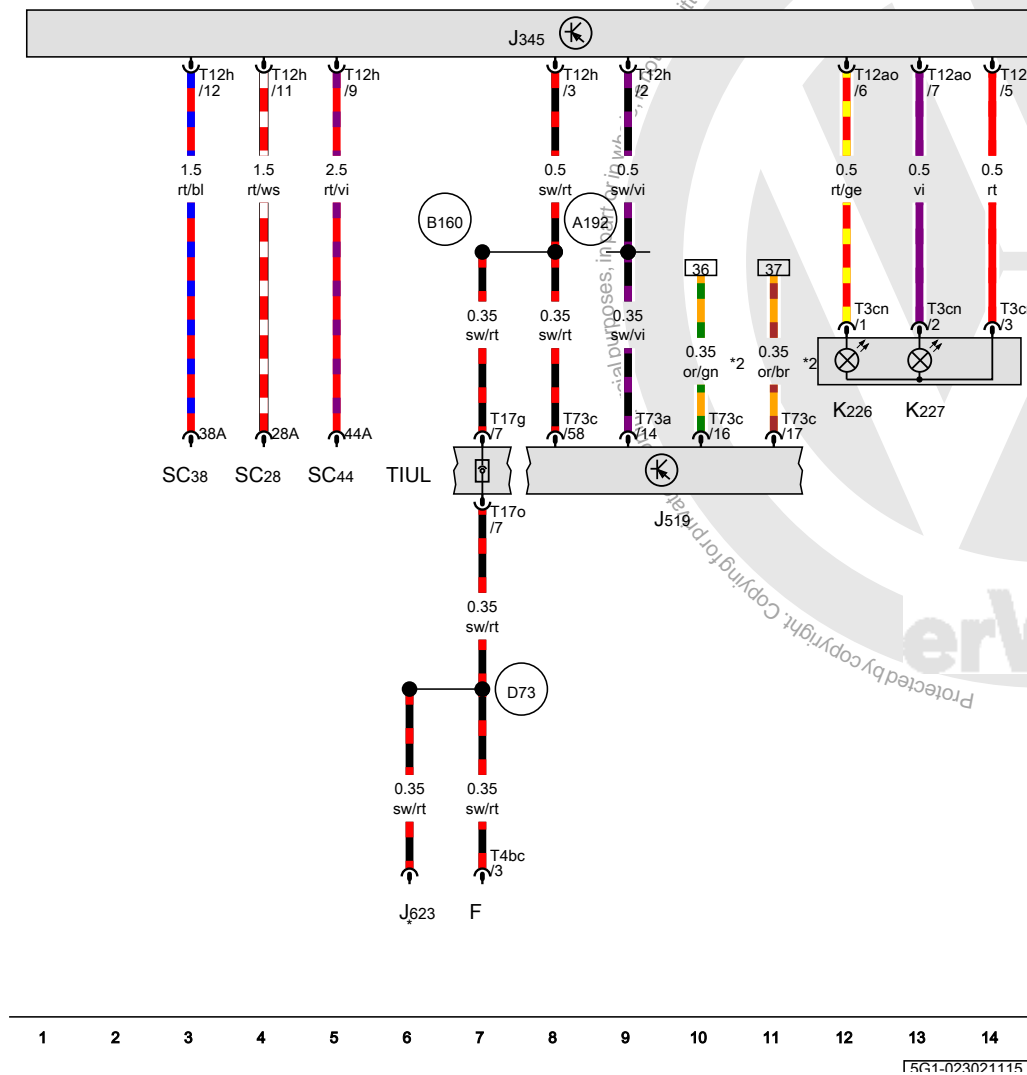 J345
T12h
/12
T12h
/11
T12h
/9
T12h
/3
T12h
/2
T12ao
/6
T12ao
/7
T12
/5
1.5
rt/bl
1.5
rt/ws
2.5
rt/vi
0.5
sw/rt
0.5
sw/vi
0.5
rt/ge
0.5
vi
0.5
rt
B160
A192
36
37
0.35
sw/rt
0.35
sw/rt
0.35
sw/vi
0.35
or/gn
*2
0.35
or/br
*2
T3cn
/1
T3cn
/2
T3c
/3
K226
K227
38A
28A
44A
T17g
/7
T73c
/58
T73a
/14
T73c
/16
T73c
/17
SC38
SC28
SC44
TIUL
J519
T17o
/7
0.35
sw/rt
D73
0.35
sw/rt
0.35
sw/rt
T4bc
/3
J623
*
F
1 2 3 4 5 6 7 8 9 10 11 12 13 14
5G1-023021115
Protected by copyright. Copying for private
purposes, in part or in
erW